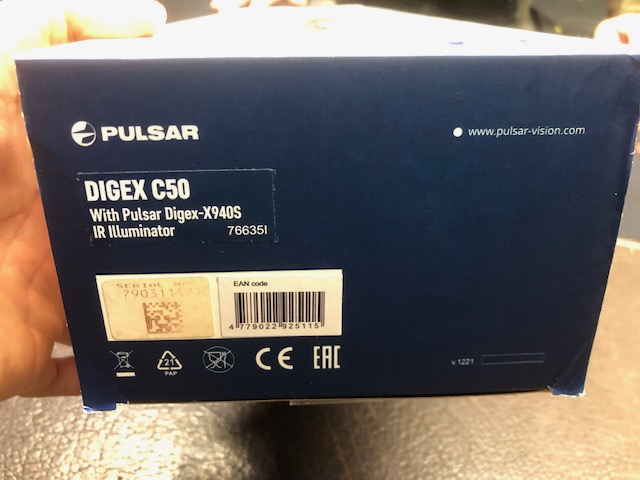 PULSAR
www.pulsar-vision.com
DIGEX C50
With Pulsar Digex-X940S
IR Illuminator 76635I
SERIAL
EAN code
4 779022 925115
21
PAP
CE EAC
v.1221